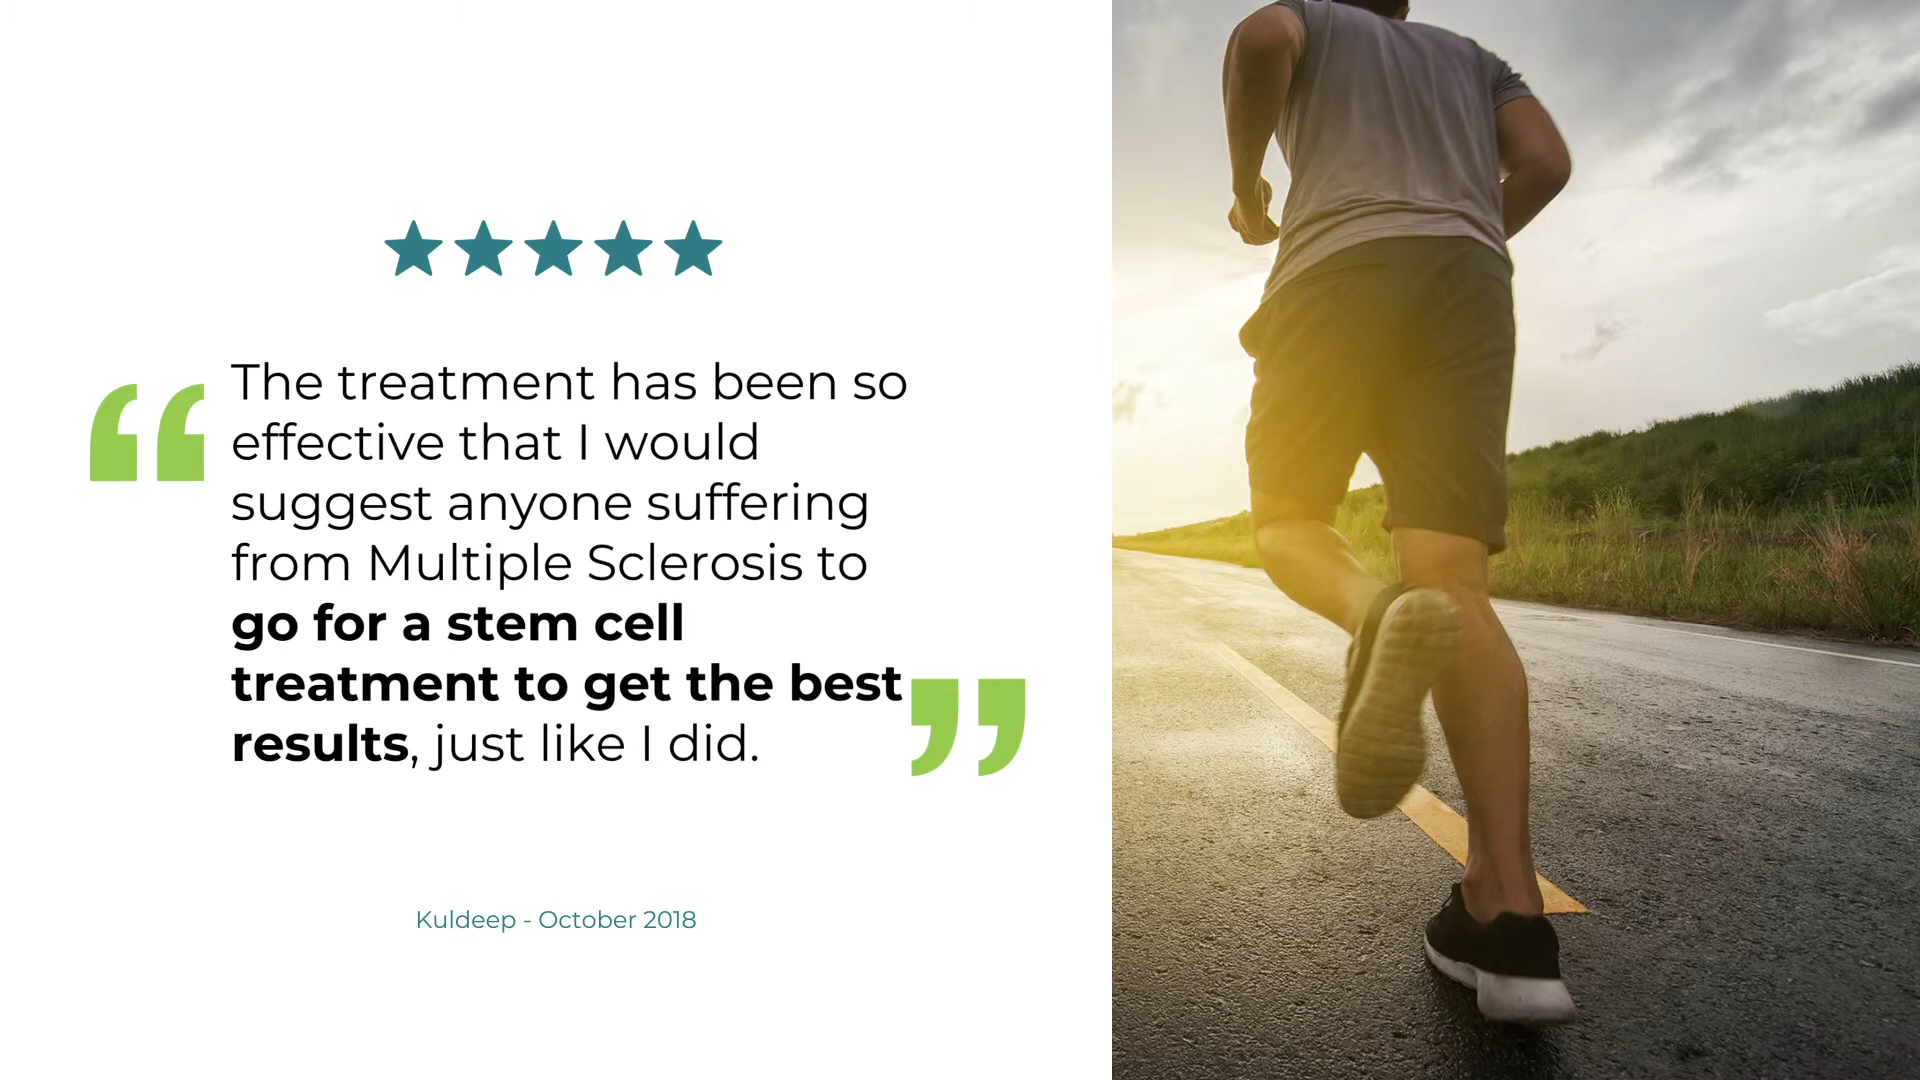 The treatment has been so
effective that I would
suggest anyone suffering
from Multiple Sclerosis to
go for a stem cell
treatment to get the best
results, just like I did.
Kuldeep - October 2018